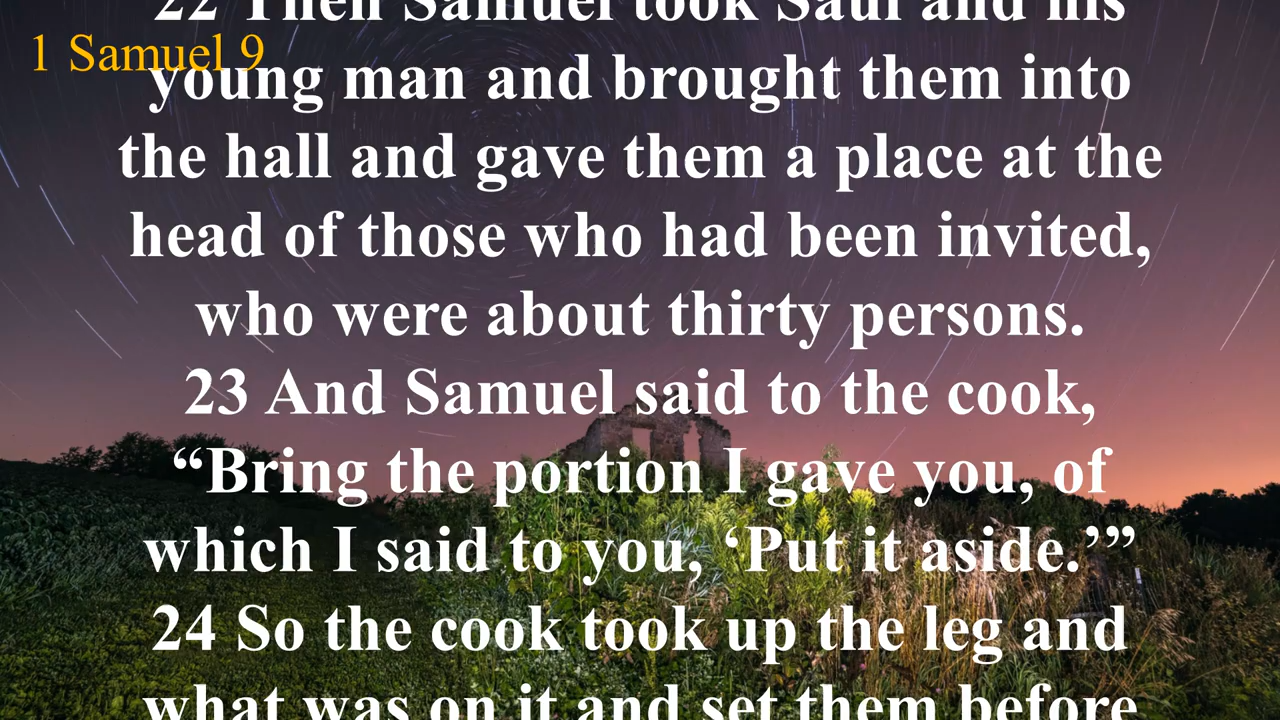 22 Then Samuel took Saul and his
1 Samuel 9
young man and brought them into
the hall and gave them a place at the
head of those who had been invited,
who were about thirty persons.
23 And Samuel said to the cook,
“Bring the portion I gave you, of
which I said to you, ‘Put it aside.’”
24 So the cook took up the leg and
what was on it and set them before